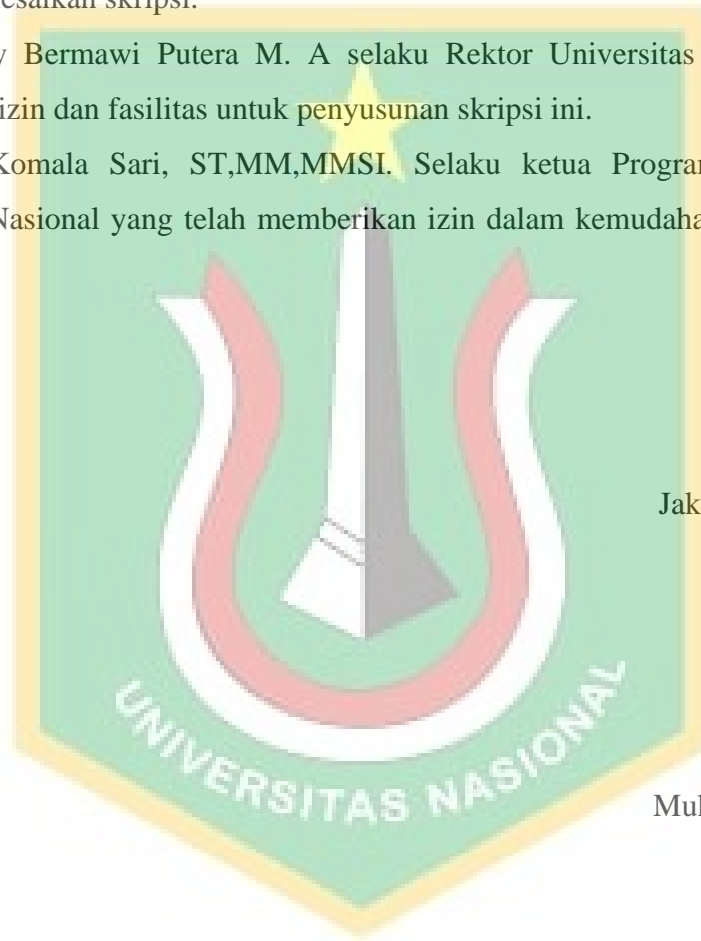 esaikan skripsi.
y Bermawi Putera M. A selaku Rektor Universitas
izin dan fasilitas untuk penyusunan skripsi ini.
Komala Sari, ST,MM,MMSI. Selaku ketua Program
Nasional yang telah memberikan izin dalam kemudaha
Jak
UNIVERSITAS NASIONAL
Mul